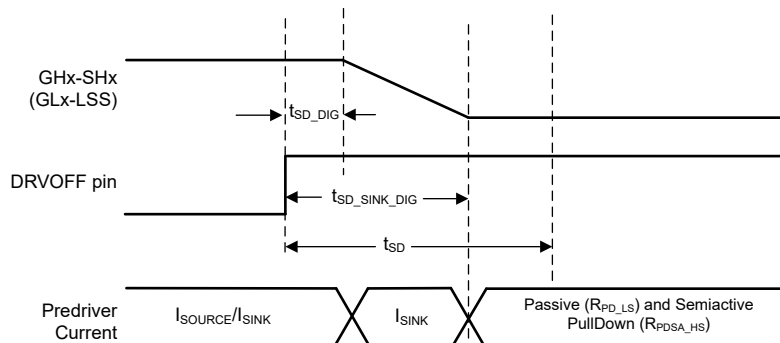 GHx-SHx
(GLx-LSS)
tSD_DIG
DRVOFF pin
tSD_SINK_DIG
tSD
Predriver
Current
ISOURCE/ISINK
ISINK
Passive (RPD_LS) and Semiactive
PullDown (RPDSA_HS)